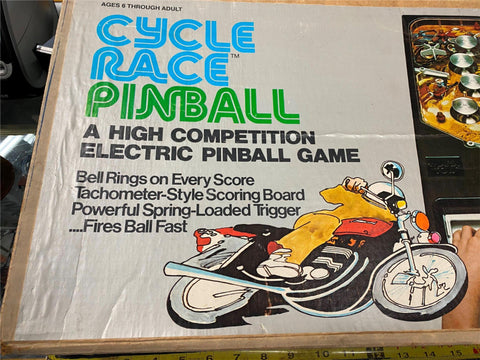 AGES 6 THROUGH ADULT
CYCLE
RACE™
PINBALL
A HIGH COMPETITION
ELECTRIC PINBALL GAME
Bell Rings on Every Score
Tachometer-Style Scoring Board
Powerful Spring-Loaded Trigger
....Fires Ball Fast